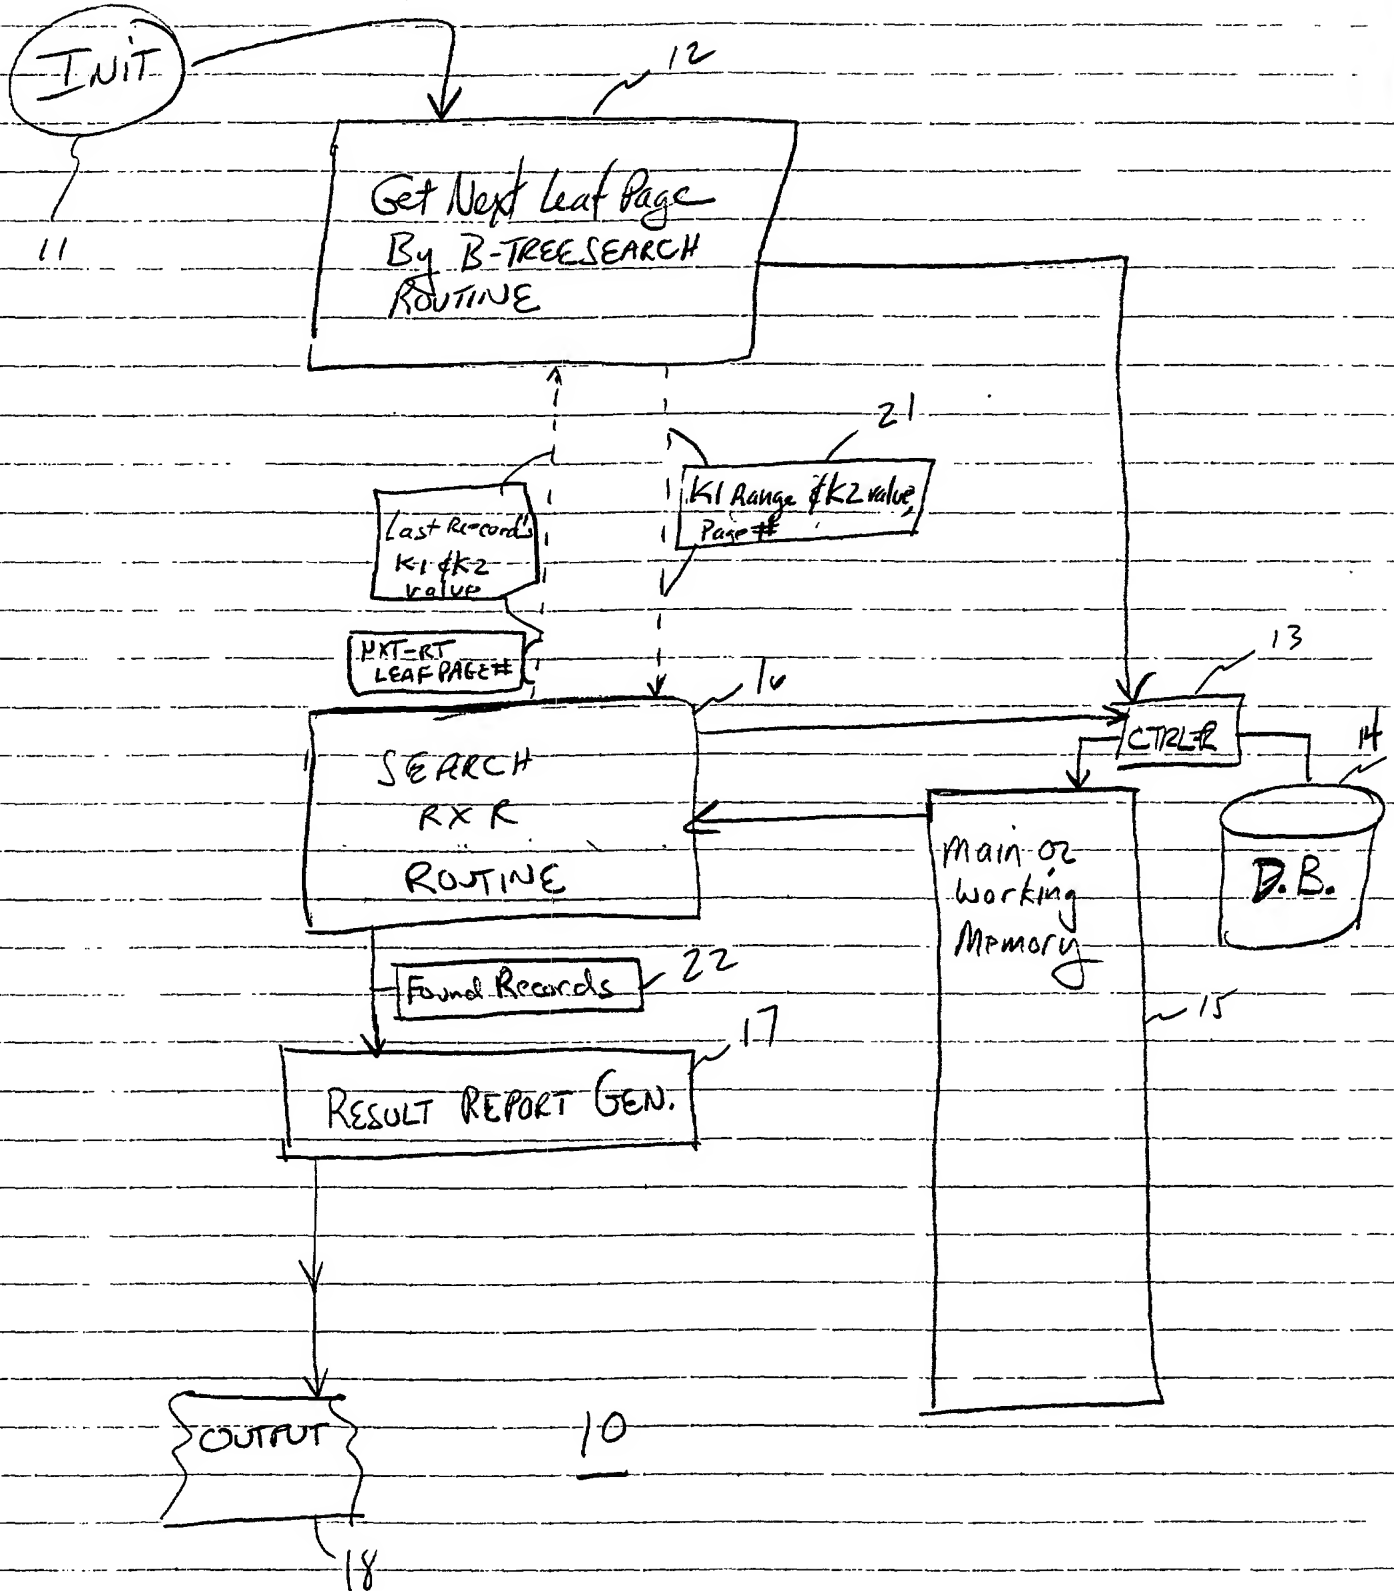 INIT
12
11
Get Next Leaf Page
By B-TREE SEARCH
ROUTINE
21
K1 Range & K2 value,
Page #
Last Record's
K1 & K2
value
NXT-RT
LEAF PAGE #
16
13
CTRLR
14
D.B.
SEARCH
RXR
ROUTINE
Main or
Working
Memory
15
Found Records
22
17
RESULT REPORT GEN.
OUTPUT
10
18